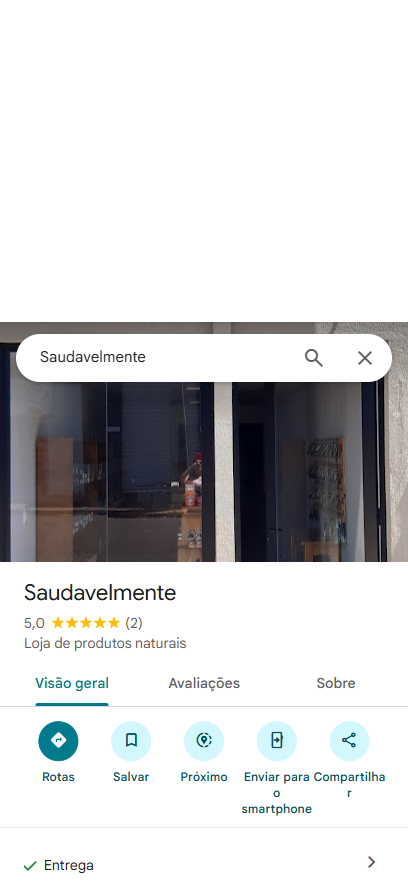 Saudavelmente
Saudavelmente
5,0 (2)
Loja de produtos naturais
Visão geral Avaliações Sobre
Rotas Salvar Próximo Enviar para o smartphone Compartilhar
Entrega